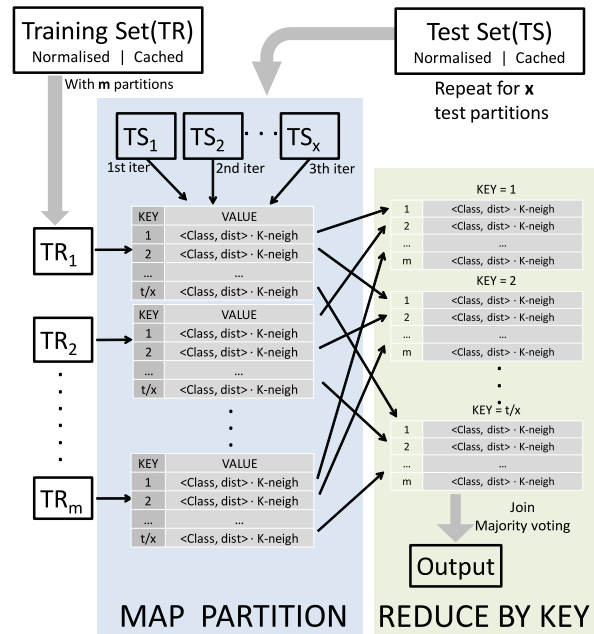 Training Set(TR)
Normalised | Cached
Test Set(TS)
Normalised | Cached
With m partitions
Repeat for x
test partitions
TS1 TS2 · · · TSx
1st iter 2nd iter 3th iter
TR1
KEY VALUE
1 <Class, dist> · K-neigh
2 <Class, dist> · K-neigh
... ...
t/x <Class, dist> · K-neigh
TR2
KEY VALUE
1 <Class, dist> · K-neigh
2 <Class, dist> · K-neigh
... ...
t/x <Class, dist> · K-neigh
TRm
KEY VALUE
1 <Class, dist> · K-neigh
2 <Class, dist> · K-neigh
... ...
t/x <Class, dist> · K-neigh
KEY = 1
1 <Class, dist> · K-neigh
2 <Class, dist> · K-neigh
... ...
m <Class, dist> · K-neigh
KEY = 2
1 <Class, dist> · K-neigh
2 <Class, dist> · K-neigh
... ...
m <Class, dist> · K-neigh
KEY = t/x
1 <Class, dist> · K-neigh
2 <Class, dist> · K-neigh
... ...
m <Class, dist> · K-neigh
Join
Majority voting
Output
MAP PARTITION
REDUCE BY KEY